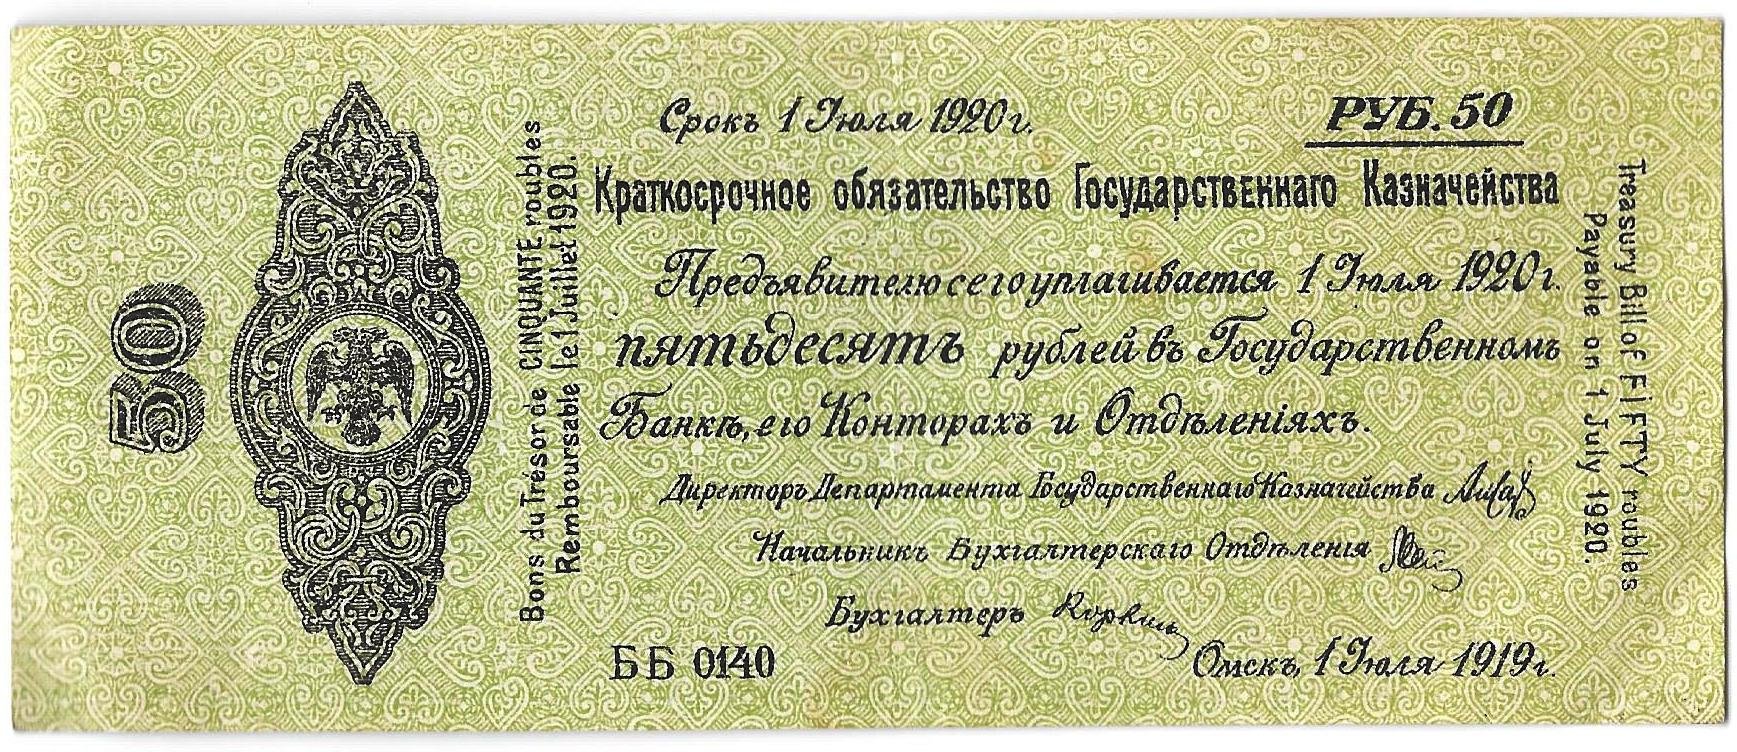 50
Bons du Trésor de CINQUANTE roubles
Remboursable le 1 Juillet 1920.
Срокъ 1 Іюля 1920 г.
РУБ. 50
Краткосрочное обязательство Государственнаго Казначейства
Предъявителю сего уплачивается 1 Іюля 1920 г.
пятьдесятъ рублей въ Государственномъ
Банкѣ, его Конторахъ и Отдѣленіяхъ.
Директоръ Департамента Государственнаго Казначейства
Начальникъ Бухгалтерскаго Отдѣленія
Бухгалтеръ
ББ 0140
Омскъ, 1 Іюля 1919 г.
Treasury Bill of FIFTY roubles
Payable on 1 July 1920.